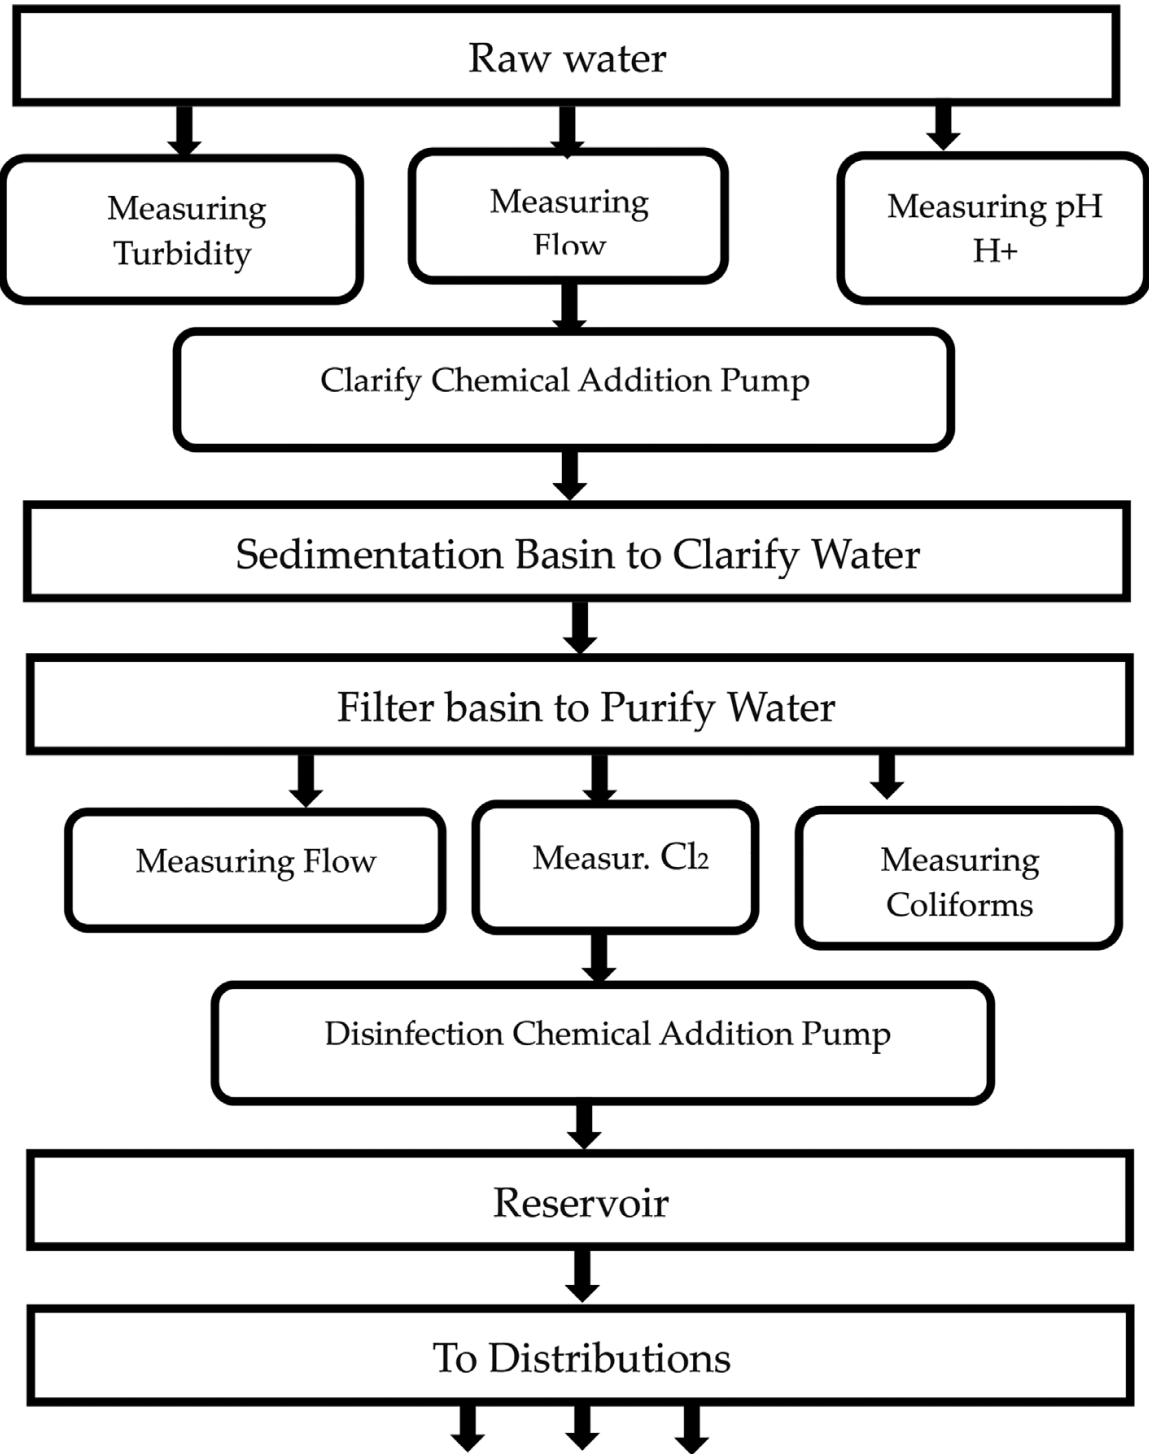 Raw water
Measuring
Turbidity
Measuring
Flow
Measuring pH
H+
Clarify Chemical Addition Pump
Sedimentation Basin to Clarify Water
Filter basin to Purify Water
Measuring Flow
Measur. Cl₂
Measuring
Coliforms
Disinfection Chemical Addition Pump
Reservoir
To Distributions